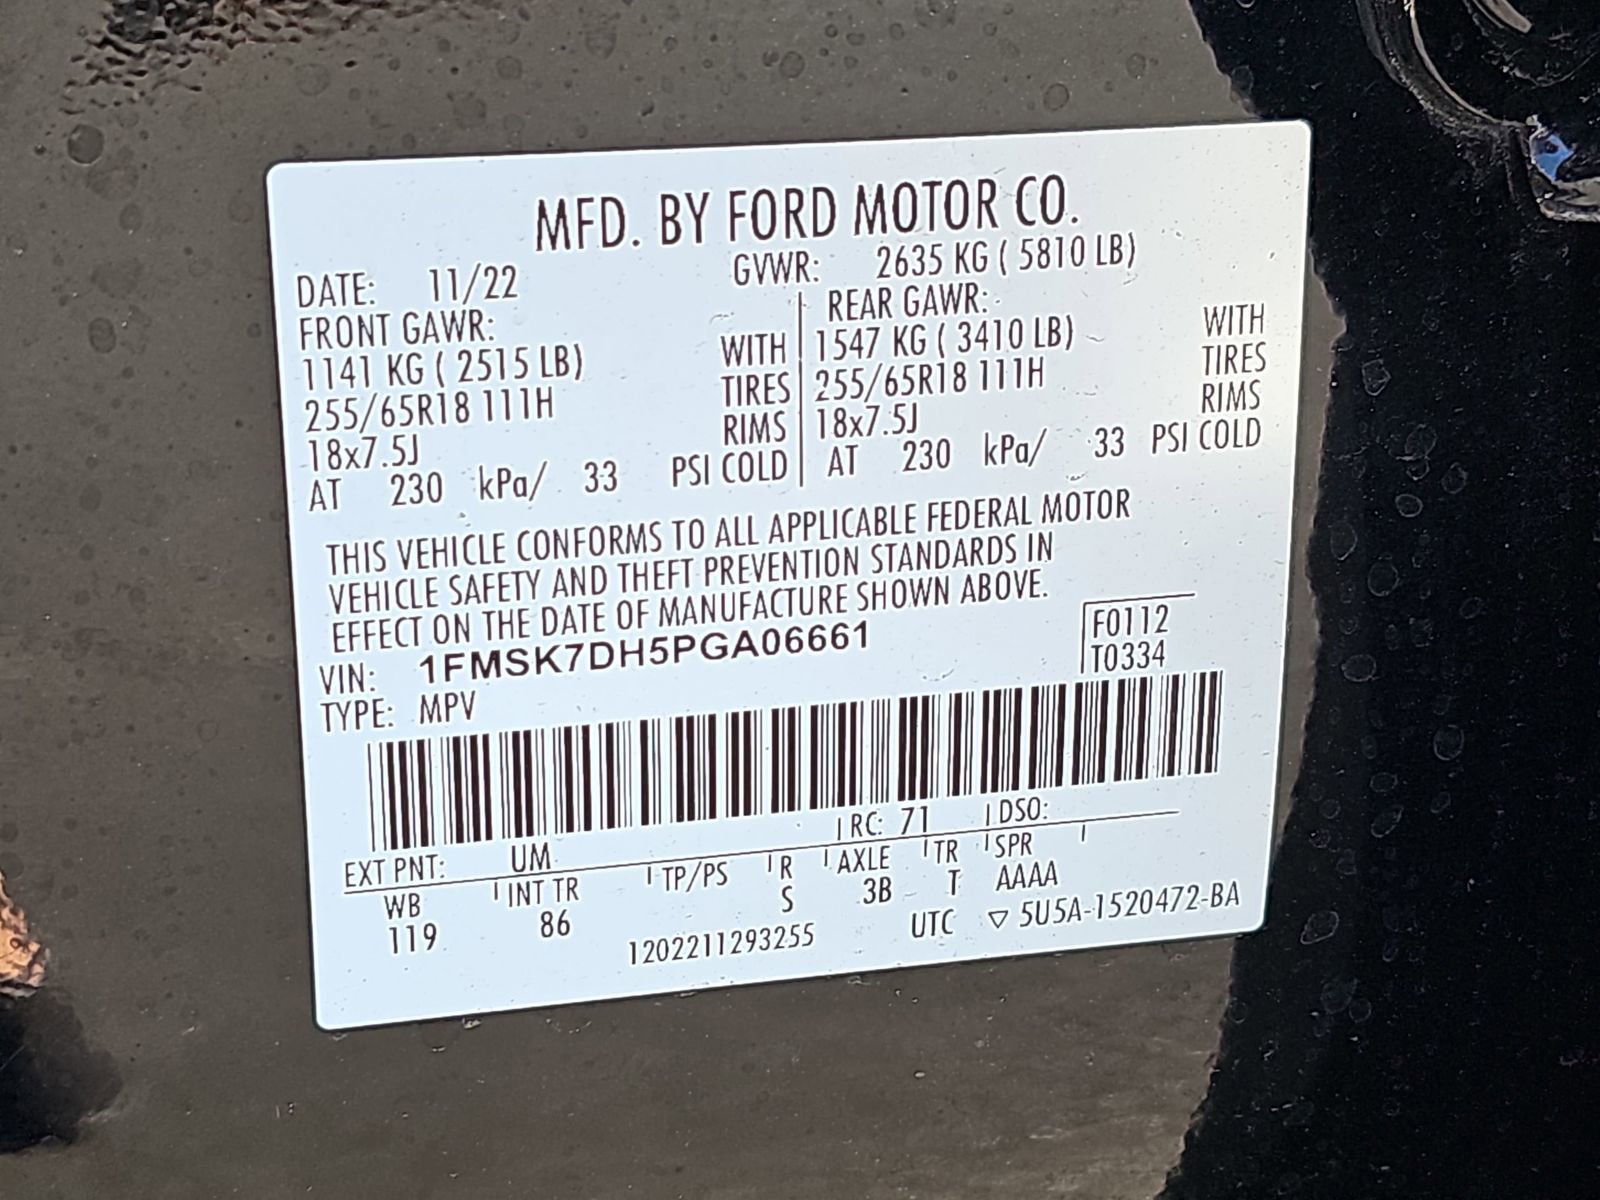 MFD. BY FORD MOTOR CO.
DATE: 11/22 GVWR: 2635 KG ( 5810 LB)
FRONT GAWR: REAR GAWR:
1141 KG ( 2515 LB) WITH 1547 KG ( 3410 LB) WITH
255/65R18 111H TIRES 255/65R18 111H TIRES
18x7.5J RIMS 18x7.5J RIMS
AT 230 kPa/ 33 PSI COLD AT 230 kPa/ 33 PSI COLD
THIS VEHICLE CONFORMS TO ALL APPLICABLE FEDERAL MOTOR
VEHICLE SAFETY AND THEFT PREVENTION STANDARDS IN
EFFECT ON THE DATE OF MANUFACTURE SHOWN ABOVE.
VIN: 1FMSK7DH5PGA06661 F0112
TYPE: MPV T0334
EXT PNT: UM RC: 71 DSO:
WB INT TR TP/PS R AXLE TR SPR
119 86 S 3B T AAAA
1202211293255 UTC ▽ 5U5A-1520472-BA